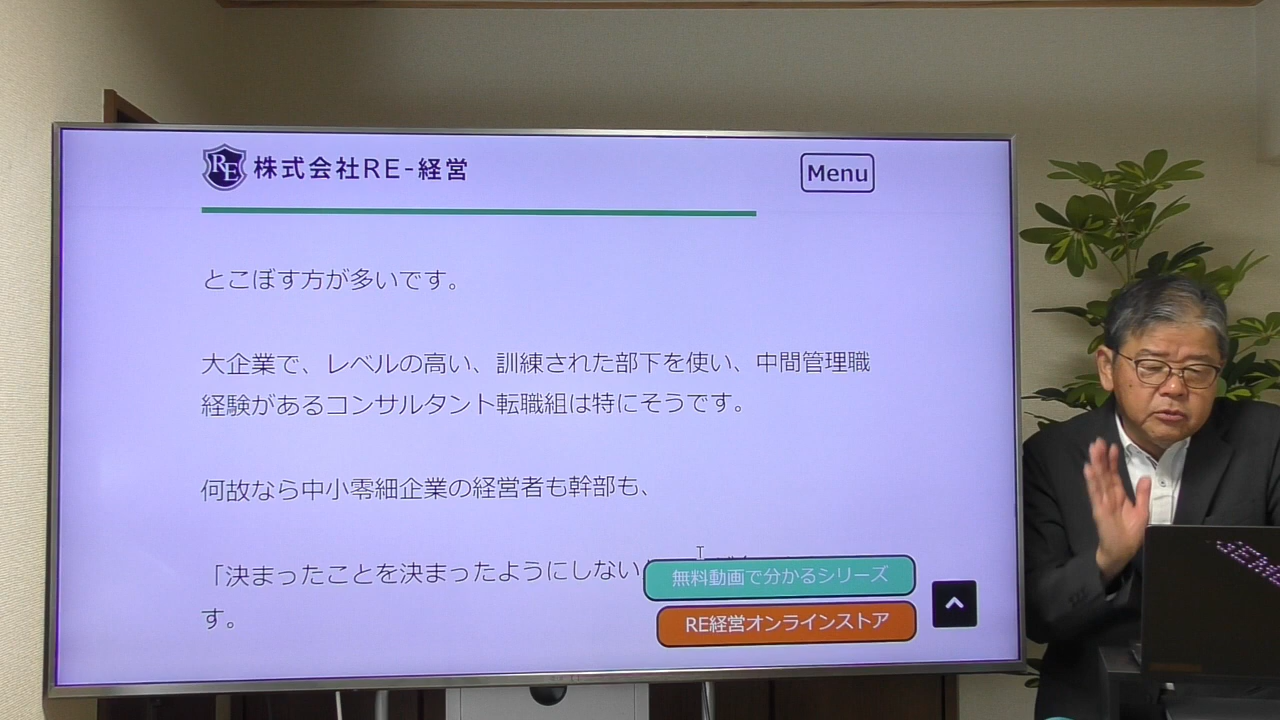 RE 株式会社RE-経営
Menu
とこぼす方が多いです。
大企業で、レベルの高い、訓練された部下を使い、中間管理職
経験があるコンサルタント転職組は特にそうです。
何故なら中小零細企業の経営者も幹部も、
「決まったことを決まったようにしない
す。
無料動画で分かるシリーズ
RE経営オンラインストア